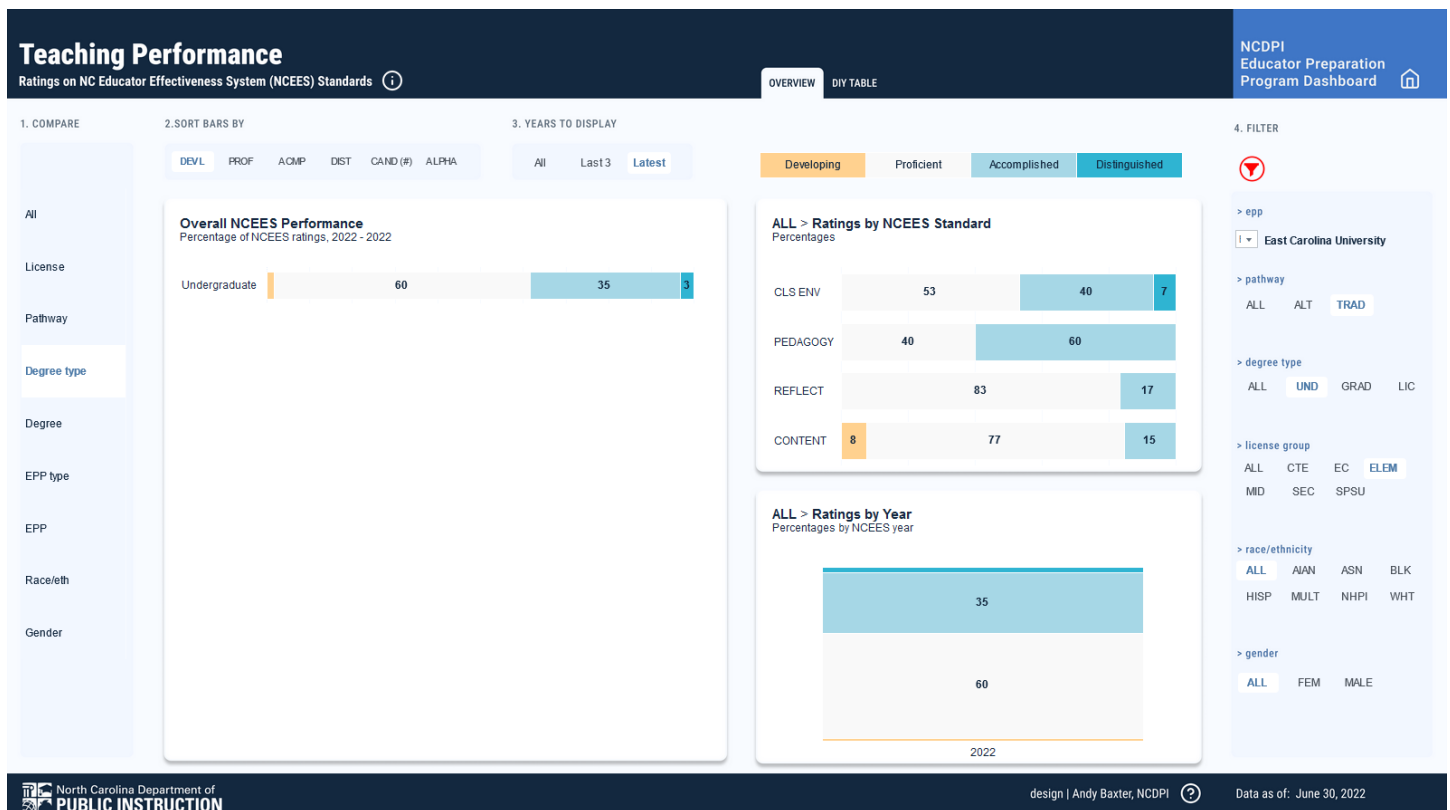 Teaching Performance
Ratings on NC Educator Effectiveness System (NCEES) Standards i
OVERVIEW DIY TABLE
NCDPI
Educator Preparation
Program Dashboard
1. COMPARE
2.SORT BARS BY
3. YEARS TO DISPLAY
4. FILTER
DEVL PROF ACMP DIST CAND (#) ALPHA
All Last 3 Latest
Developing Proficient Accomplished Distinguished
All
License
Pathway
Degree type
Degree
EPP type
EPP
Race/eth
Gender
Overall NCEES Performance
Percentage of NCEES ratings, 2022 - 2022
Undergraduate 60 35 3
ALL > Ratings by NCEES Standard
Percentages
CLS ENV 53 40 7
PEDAGOGY 40 60
REFLECT 83 17
CONTENT 8 77 15
ALL > Ratings by Year
Percentages by NCEES year
35
60
2022
> epp
East Carolina University
> pathway
ALL ALT TRAD
> degree type
ALL UND GRAD LIC
> license group
ALL CTE EC ELEM
MID SEC SPSU
> race/ethnicity
ALL AIAN ASN BLK
HISP MULT NHPI WHT
> gender
ALL FEM MALE
North Carolina Department of
PUBLIC INSTRUCTION
design | Andy Baxter, NCDPI ?
Data as of: June 30, 2022